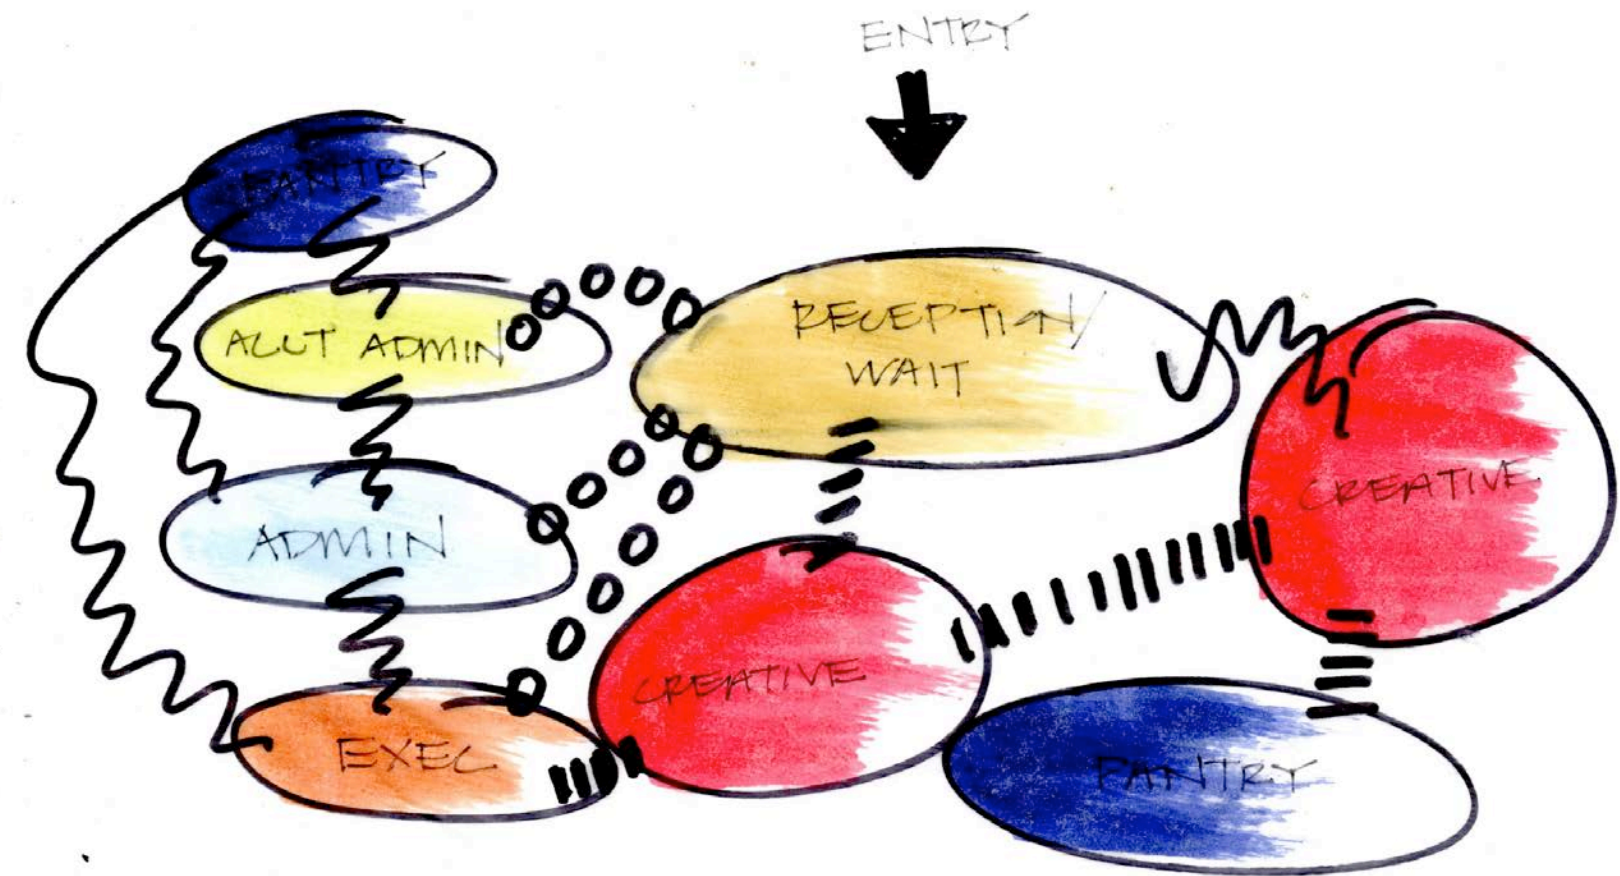 ENTRY
PANTRY
ACCT ADMIN
RECEPTION/
WAIT
CREATIVE
ADMIN
CREATIVE
EXEC
PANTRY